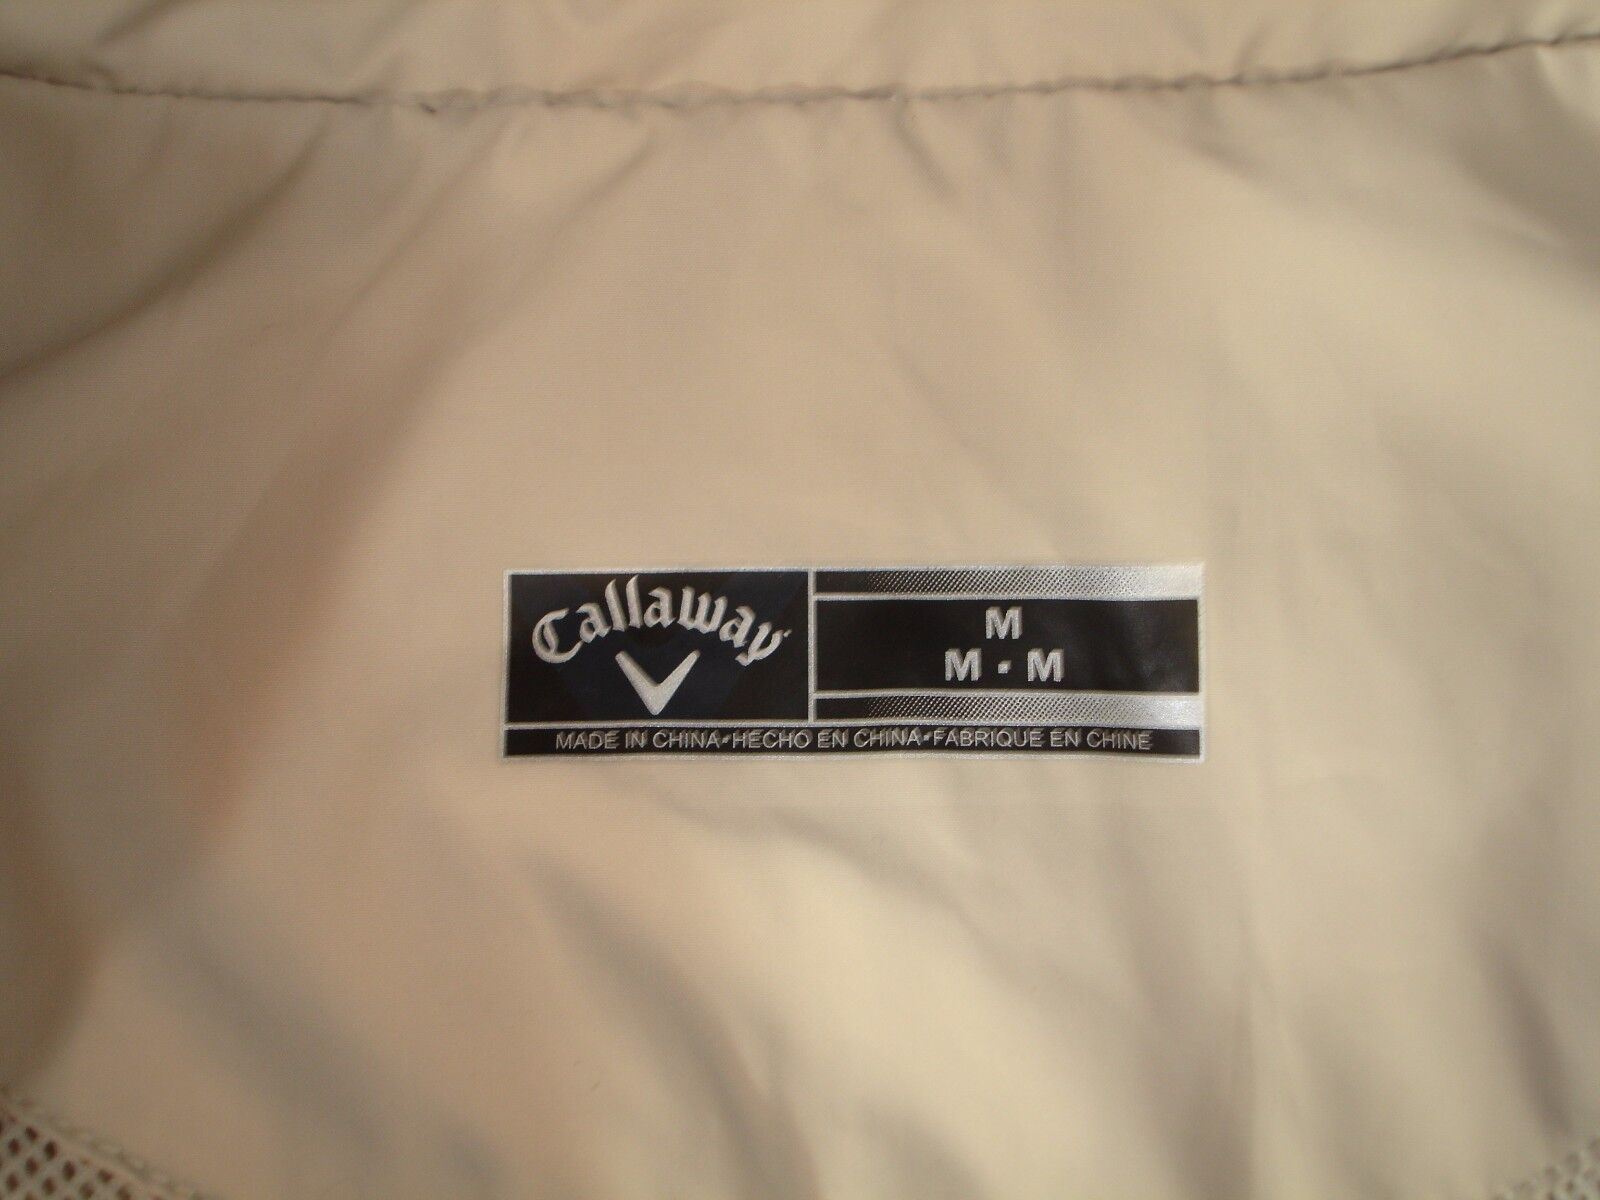 Callaway
M
M · M
MADE IN CHINA·HECHO EN CHINA·FABRIQUE EN CHINE